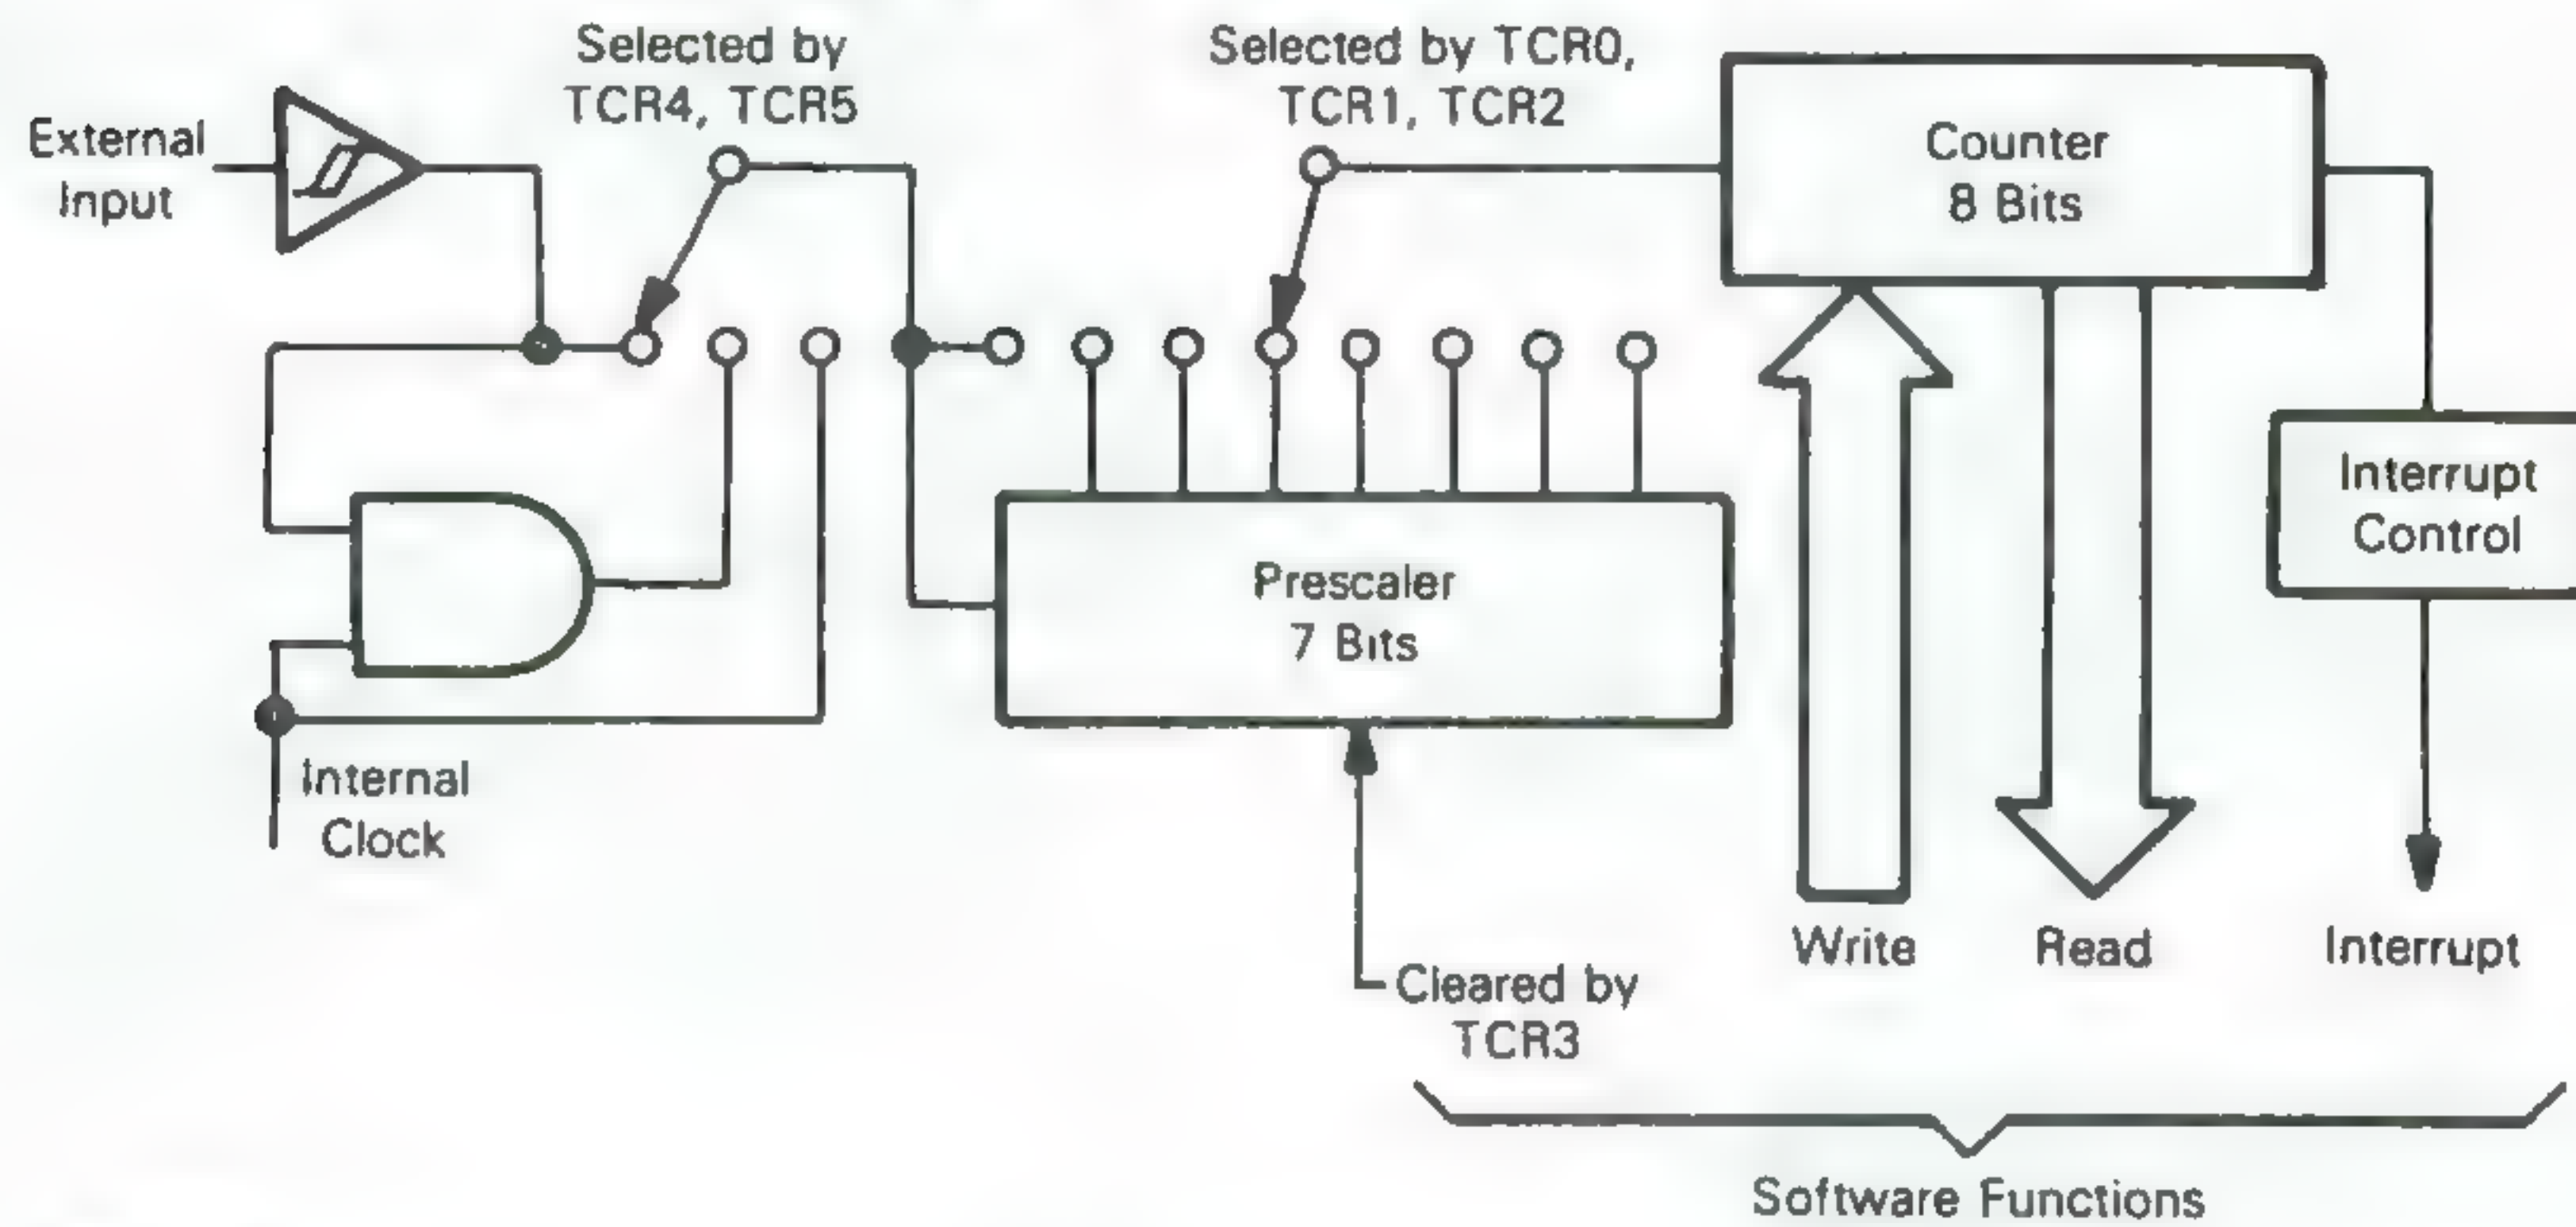 Selected by
TCR4, TCR5
Selected by TCR0,
TCR1, TCR2
External
Input
Counter
8 Bits
Interrupt
Control
Prescaler
7 Bits
Internal
Clock
Write
Read
Interrupt
Cleared by
TCR3
Software Functions